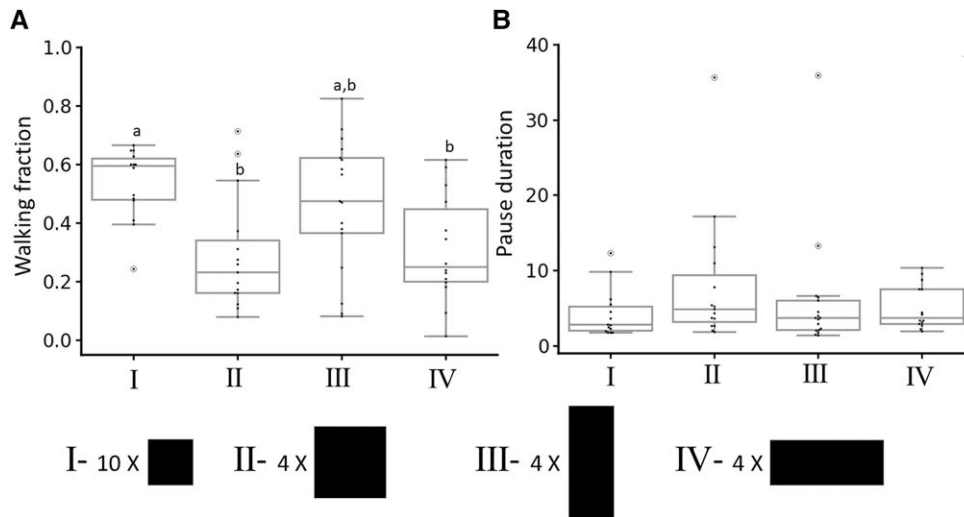 A
B
Walking fraction
1.0
0.8
0.6
0.4
0.2
0.0
a
b
a,b
b
I
II
III
IV
Pause duration
40
30
20
10
0
I
II
III
IV
I- 10 X
II- 4 X
III- 4 X
IV- 4 X